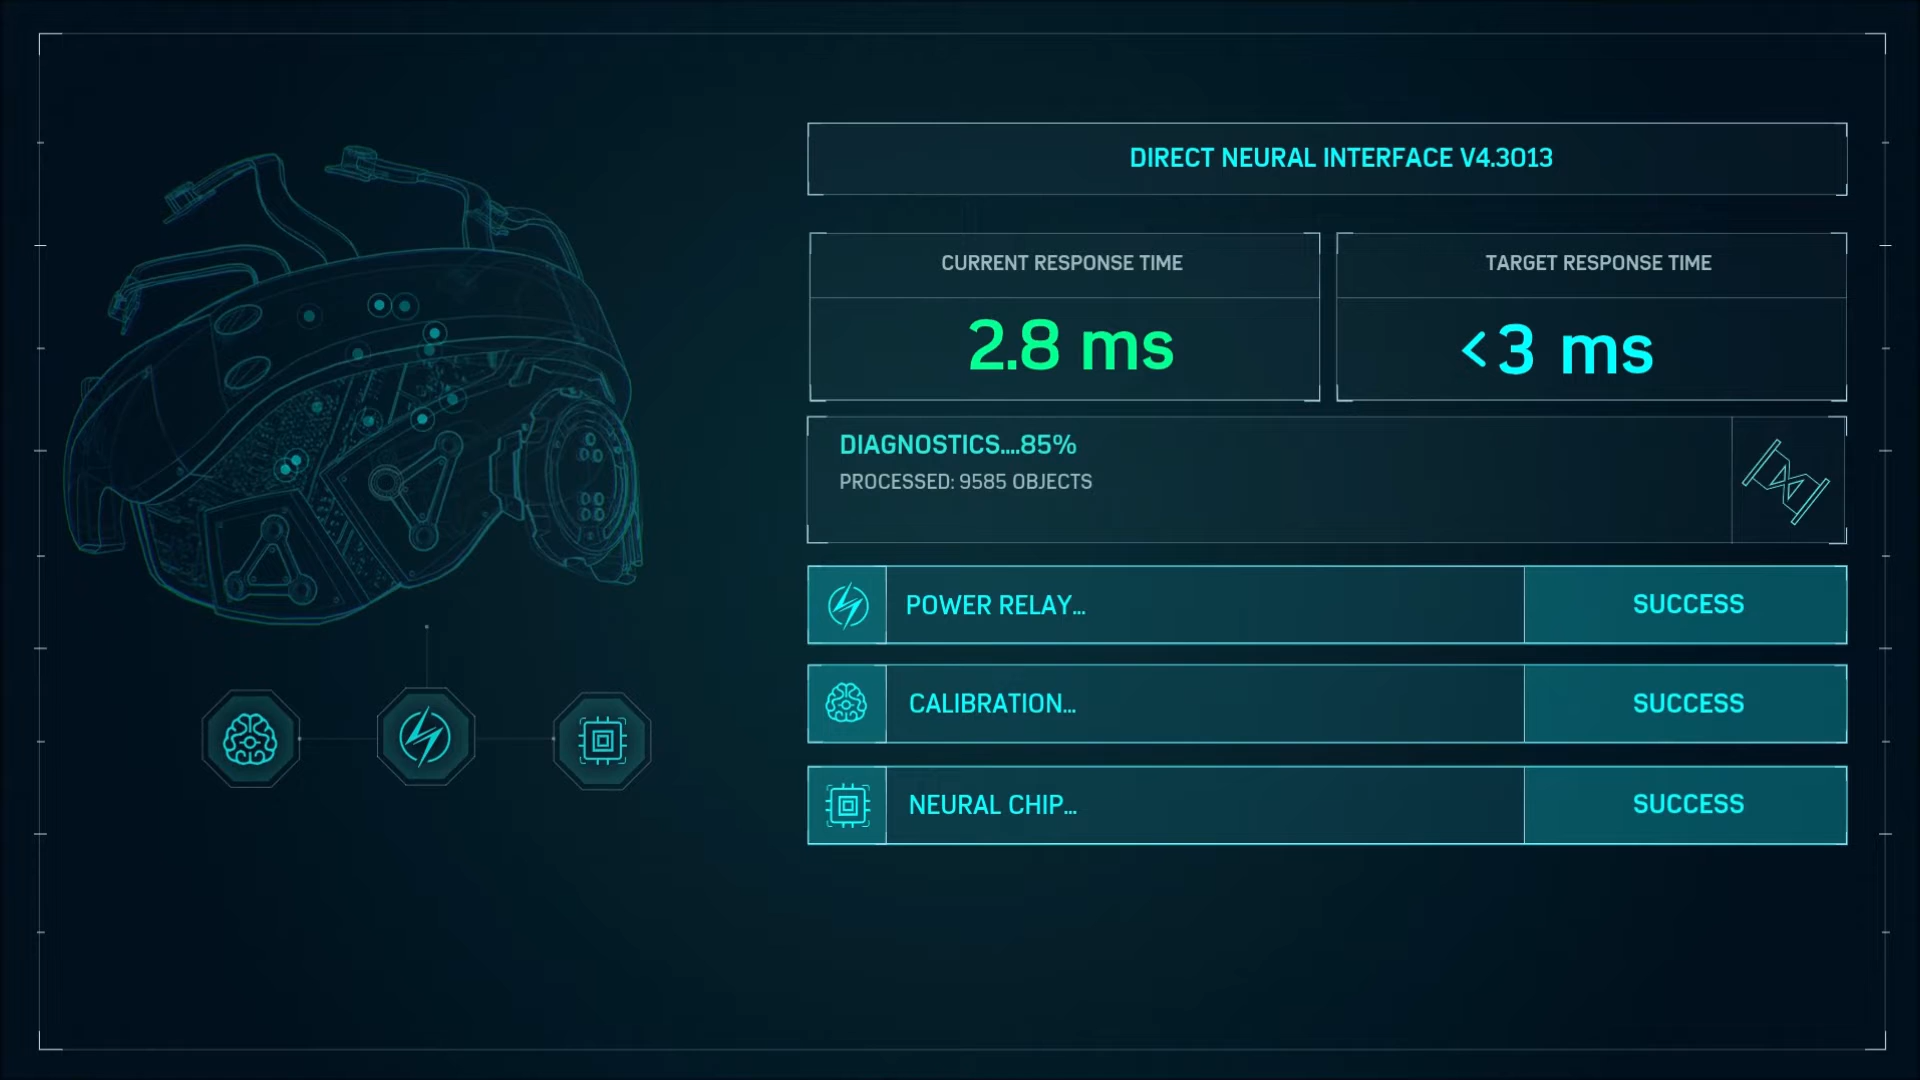 DIRECT NEURAL INTERFACE V4.3013
CURRENT RESPONSE TIME
TARGET RESPONSE TIME
2.8 ms
<3 ms
DIAGNOSTICS....85%
PROCESSED: 9585 OBJECTS
POWER RELAY...
SUCCESS
CALIBRATION...
SUCCESS
NEURAL CHIP...
SUCCESS